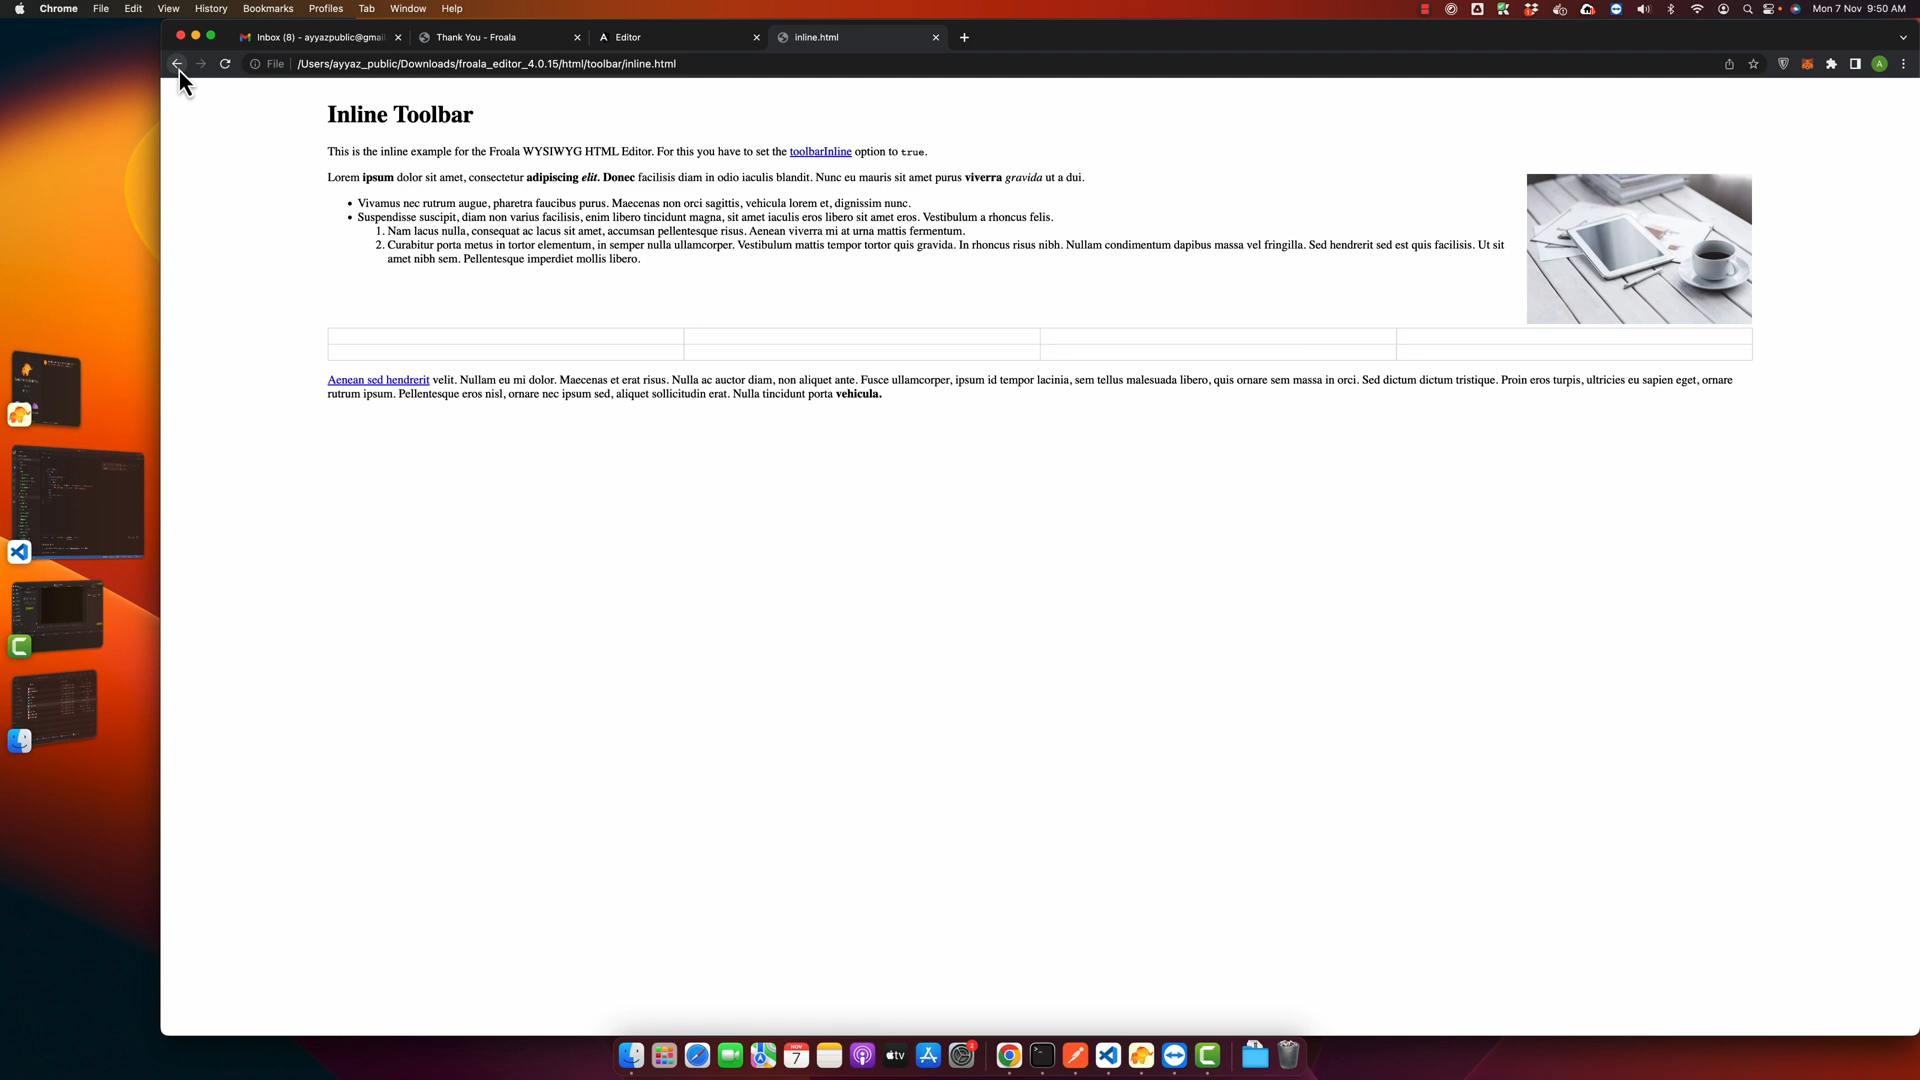 Chrome File Edit View History Bookmarks Profiles Tab Window Help
Mon 7 Nov 9:50 AM
Inbox (8) - ayyazpublic@gmai
Thank You - Froala
Editor
inline.html
File
/Users/ayyaz_public/Downloads/froala_editor_4.0.15/html/toolbar/inline.html
A
Inline Toolbar
This is the inline example for the Froala WYSIWYG HTML Editor. For this you have to set the toolbarInline option to true.
Lorem ipsum dolor sit amet, consectetur adipiscing elit. Donec facilisis diam in odio iaculis blandit. Nunc eu mauris sit amet purus viverra gravida ut a dui.
• Vivamus nec rutrum augue, pharetra faucibus purus. Maecenas non orci sagittis, vehicula lorem et, dignissim nunc.
• Suspendisse suscipit, diam non varius facilisis, enim libero tincidunt magna, sit amet iaculis eros libero sit amet eros. Vestibulum a rhoncus felis.
1. Nam lacus nulla, consequat ac lacus sit amet, accumsan pellentesque risus. Aenean viverra mi at urna mattis fermentum.
2. Curabitur porta metus in tortor elementum, in semper nulla ullamcorper. Vestibulum mattis tempor tortor quis gravida. In rhoncus risus nibh. Nullam condimentum dapibus massa vel fringilla. Sed hendrerit sed est quis facilisis. Ut sit
amet nibh sem. Pellentesque imperdiet mollis libero.
Aenean sed hendrerit velit. Nullam eu mi dolor. Maecenas et erat risus. Nulla ac auctor diam, non aliquet ante. Fusce ullamcorper, ipsum id tempor lacinia, sem tellus malesuada libero, quis ornare sem massa in orci. Sed dictum dictum tristique. Proin eros turpis, ultricies eu sapien eget, ornare
rutrum ipsum. Pellentesque eros nisl, ornare nec ipsum sed, aliquet sollicitudin erat. Nulla tincidunt porta vehicula.
NOV
7
tv
2